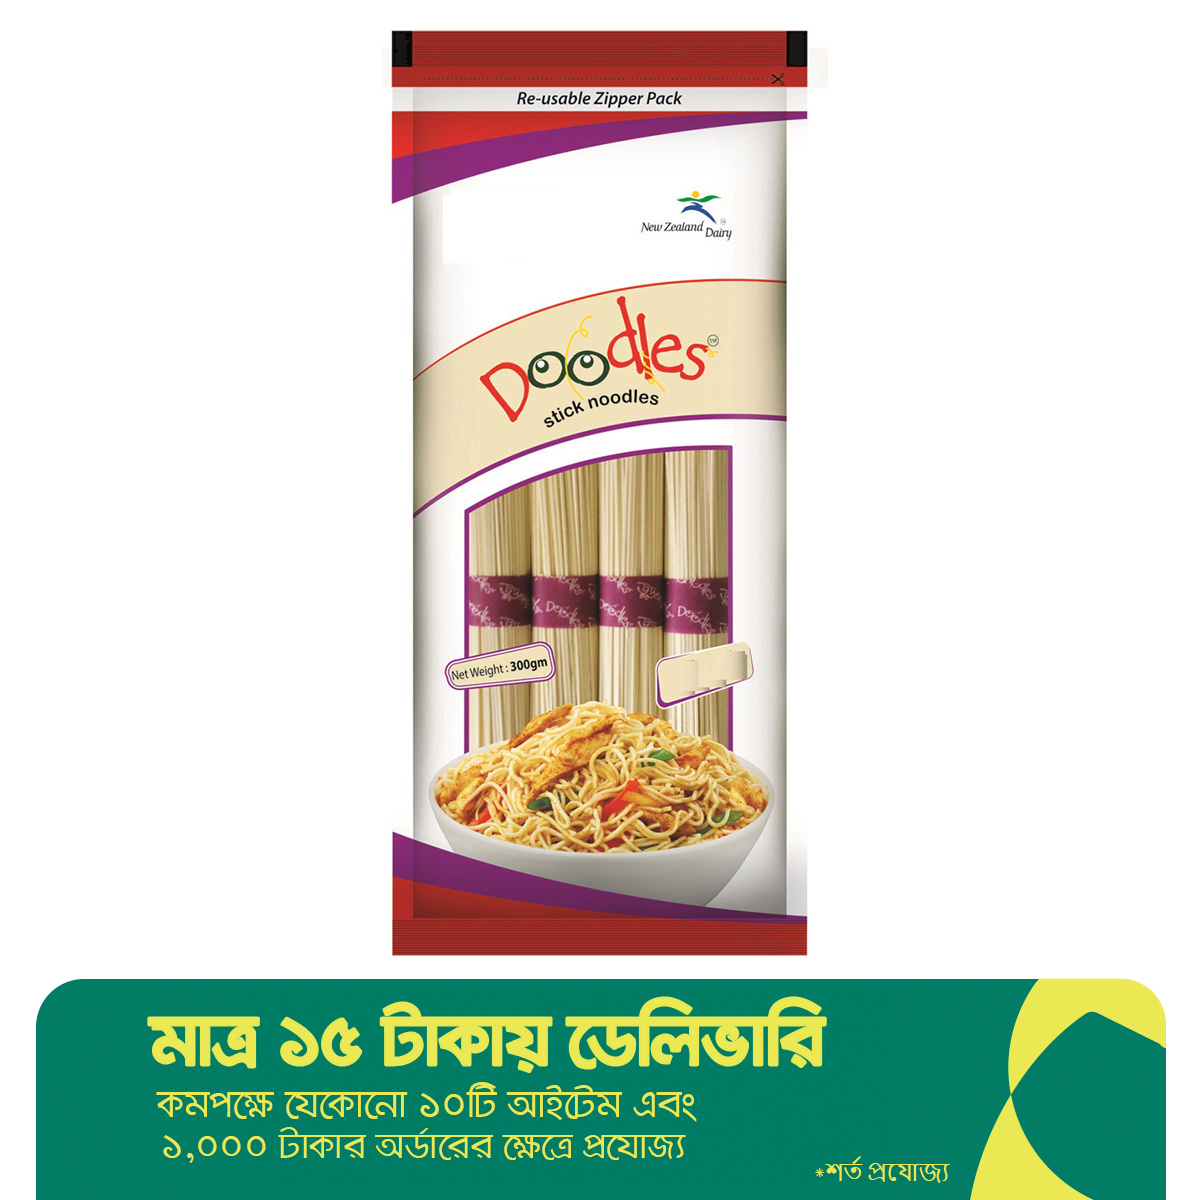 Re-usable Zipper Pack
New Zealand Dairy
Doodles™
stick noodles
Doodles
Net Weight : 300gm
মাত্র ১৫ টাকায় ডেলিভারি
কমপক্ষে যেকোনো ১০টি আইটেম এবং
১,০০০ টাকার অর্ডারের ক্ষেত্রে প্রযোজ্য
*শর্ত প্রযোজ্য